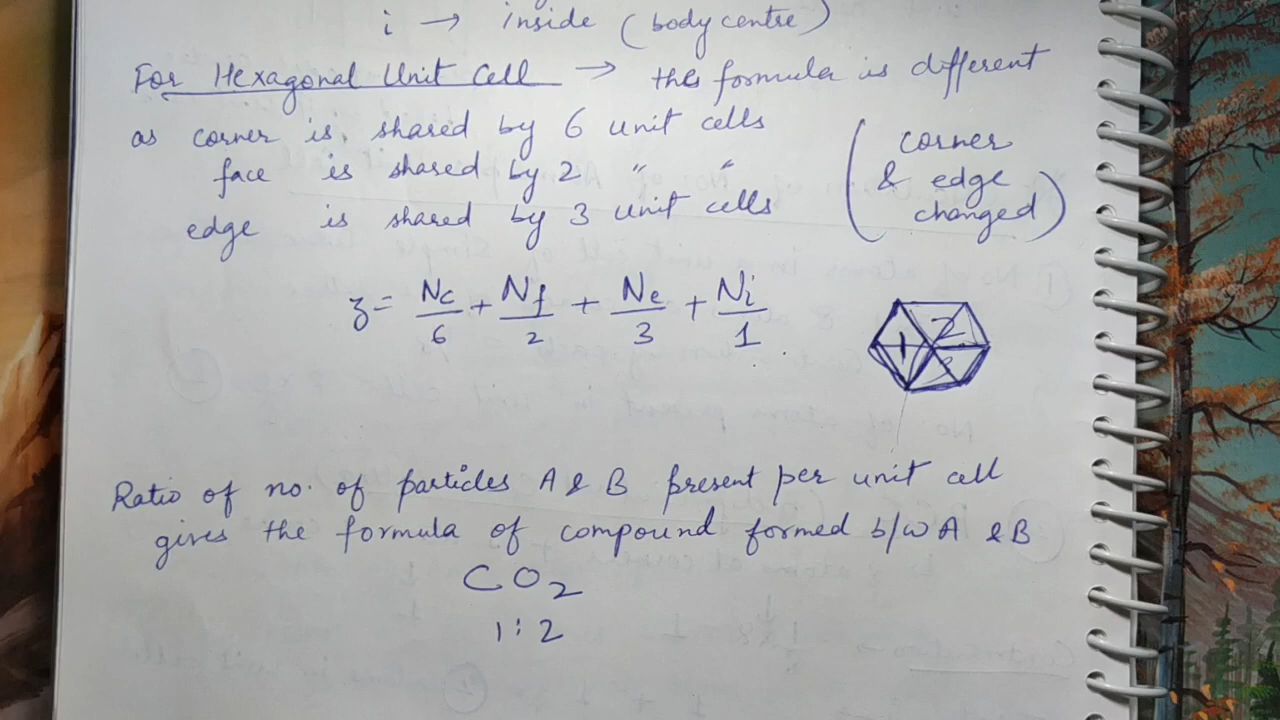 i → inside (body centre)
For Hexagonal Unit Cell → the formula is different
as corner is shared by 6 unit cells
face is shared by 2 " "
edge is shared by 3 unit cells
(corner
& edge
changed)
z = Nc/6 + Nf/2 + Ne/3 + Ni/1
1 2
3
Ratio of no. of particles A & B present per unit cell
gives the formula of compound formed b/w A & B
CO2
1:2